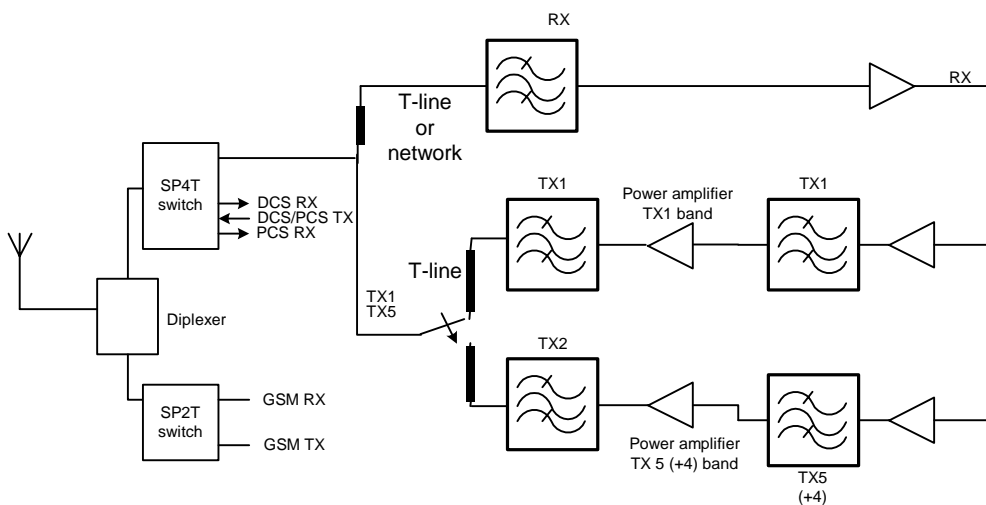 RX
T-line
or
network
RX
SP4T
switch
DCS RX
DCS/PCS TX
PCS RX
TX1
Power amplifier
TX1 band
TX1
T-line
TX1
TX5
Diplexer
TX2
SP2T
switch
GSM RX
GSM TX
Power amplifier
TX 5 (+4) band
TX5
(+4)